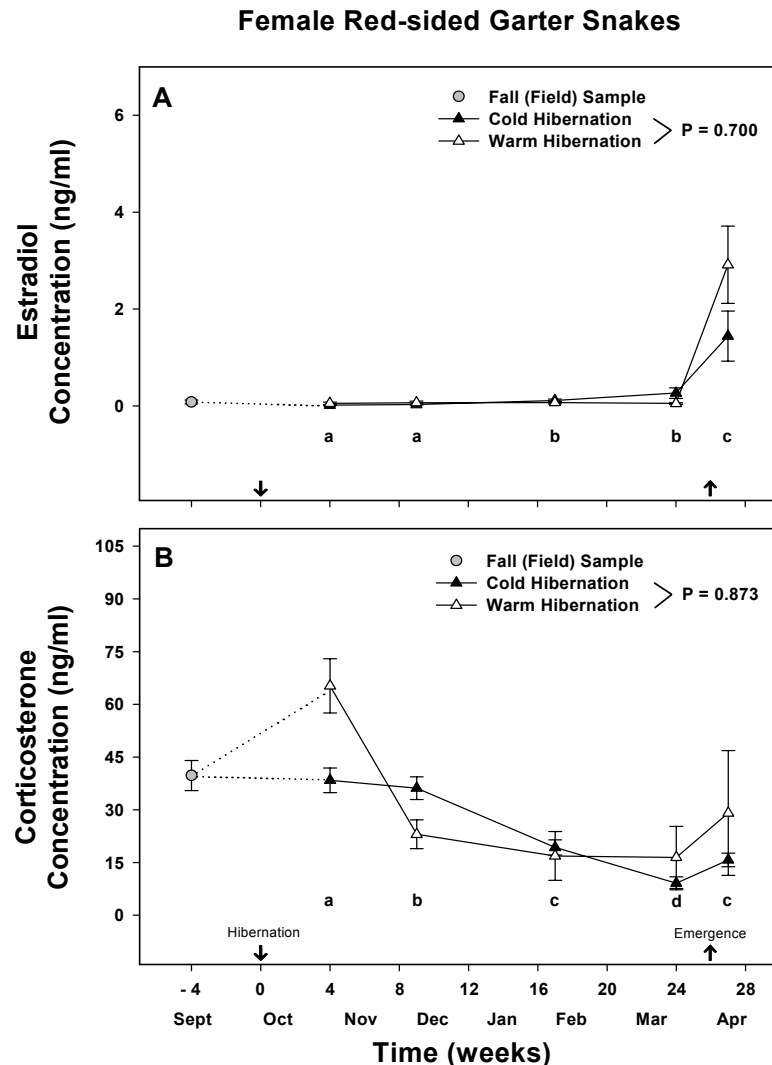 Female Red-sided Garter Snakes
A
Fall (Field) Sample
Cold Hibernation
Warm Hibernation
P = 0.700
Estradiol
Concentration (ng/ml)
6
4
2
0
a a b b c
B
Fall (Field) Sample
Cold Hibernation
Warm Hibernation
P = 0.873
Corticosterone
Concentration (ng/ml)
105
90
75
60
45
30
15
0
a b c d c
Hibernation Emergence
- 4 0 4 8 12 16 20 24 28
Sept Oct Nov Dec Jan Feb Mar Apr
Time (weeks)